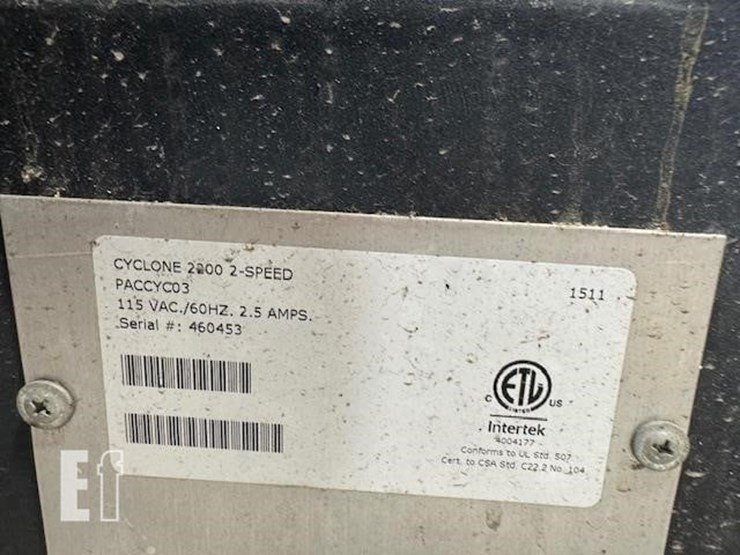 CYCLONE 2200 2-SPEED
PACCYC03
115 VAC./60HZ. 2.5 AMPS.
Serial #: 460453
1511
ETL
LISTED
C US
Intertek
4004177
Conforms to UL Std. 507
Cert. to CSA Std. C22.2 No. 104
Ef